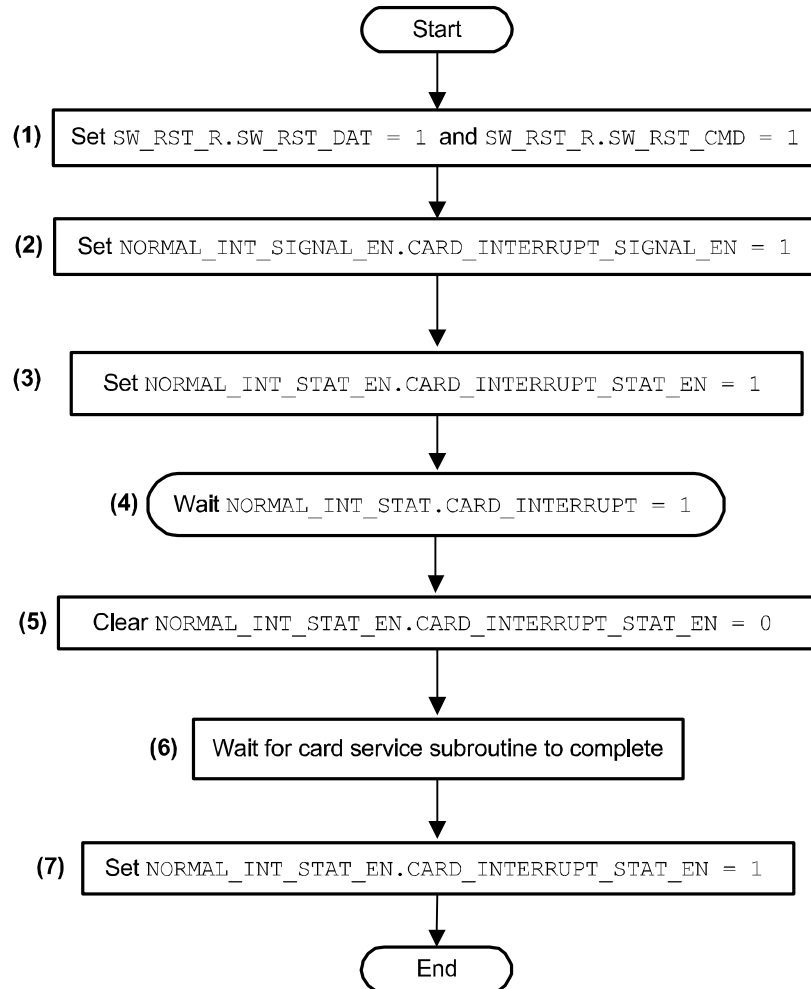 Start
(1) Set SW_RST_R.SW_RST_DAT = 1 and SW_RST_R.SW_RST_CMD = 1
(2) Set NORMAL_INT_SIGNAL_EN.CARD_INTERRUPT_SIGNAL_EN = 1
(3) Set NORMAL_INT_STAT_EN.CARD_INTERRUPT_STAT_EN = 1
(4) Wait NORMAL_INT_STAT.CARD_INTERRUPT = 1
(5) Clear NORMAL_INT_STAT_EN.CARD_INTERRUPT_STAT_EN = 0
(6) Wait for card service subroutine to complete
(7) Set NORMAL_INT_STAT_EN.CARD_INTERRUPT_STAT_EN = 1
End